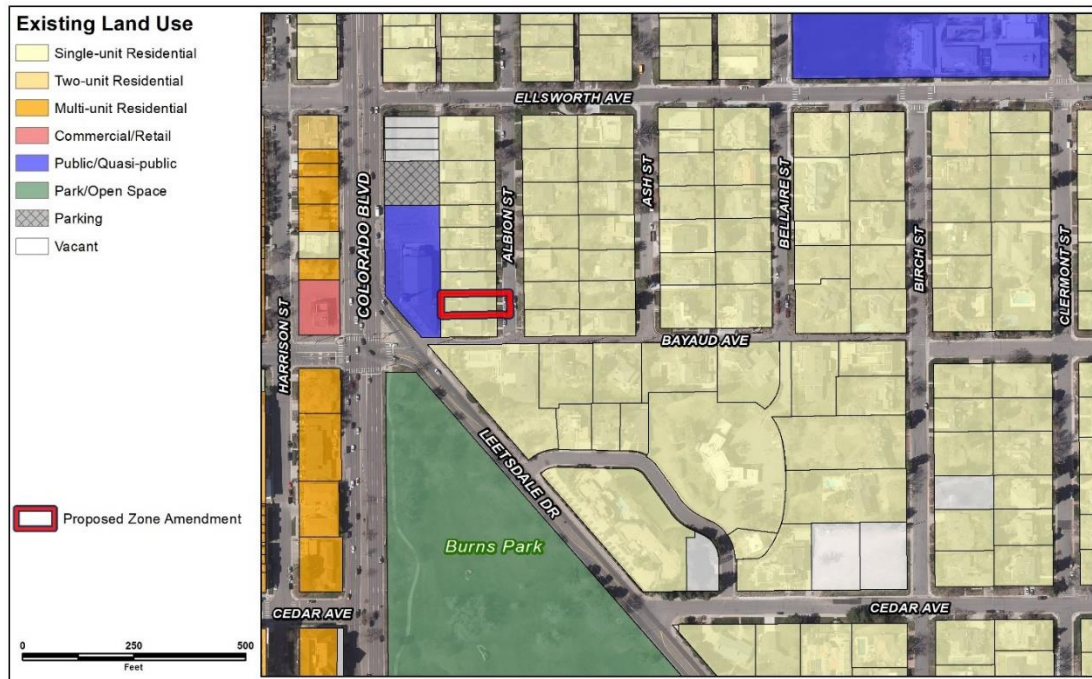 Existing Land Use
Single-unit Residential
Two-unit Residential
Multi-unit Residential
Commercial/Retail
Public/Quasi-public
Park/Open Space
Parking
Vacant
Proposed Zone Amendment
0 250 500
Feet
ELLSWORTH AVE
HARRISON ST
COLORADO BLVD
ALBION ST
ASH ST
BELLAIRE ST
BIRCH ST
CLERMONT ST
BAYAUD AVE
LEETSDALE DR
Burns Park
CEDAR AVE
CEDAR AVE